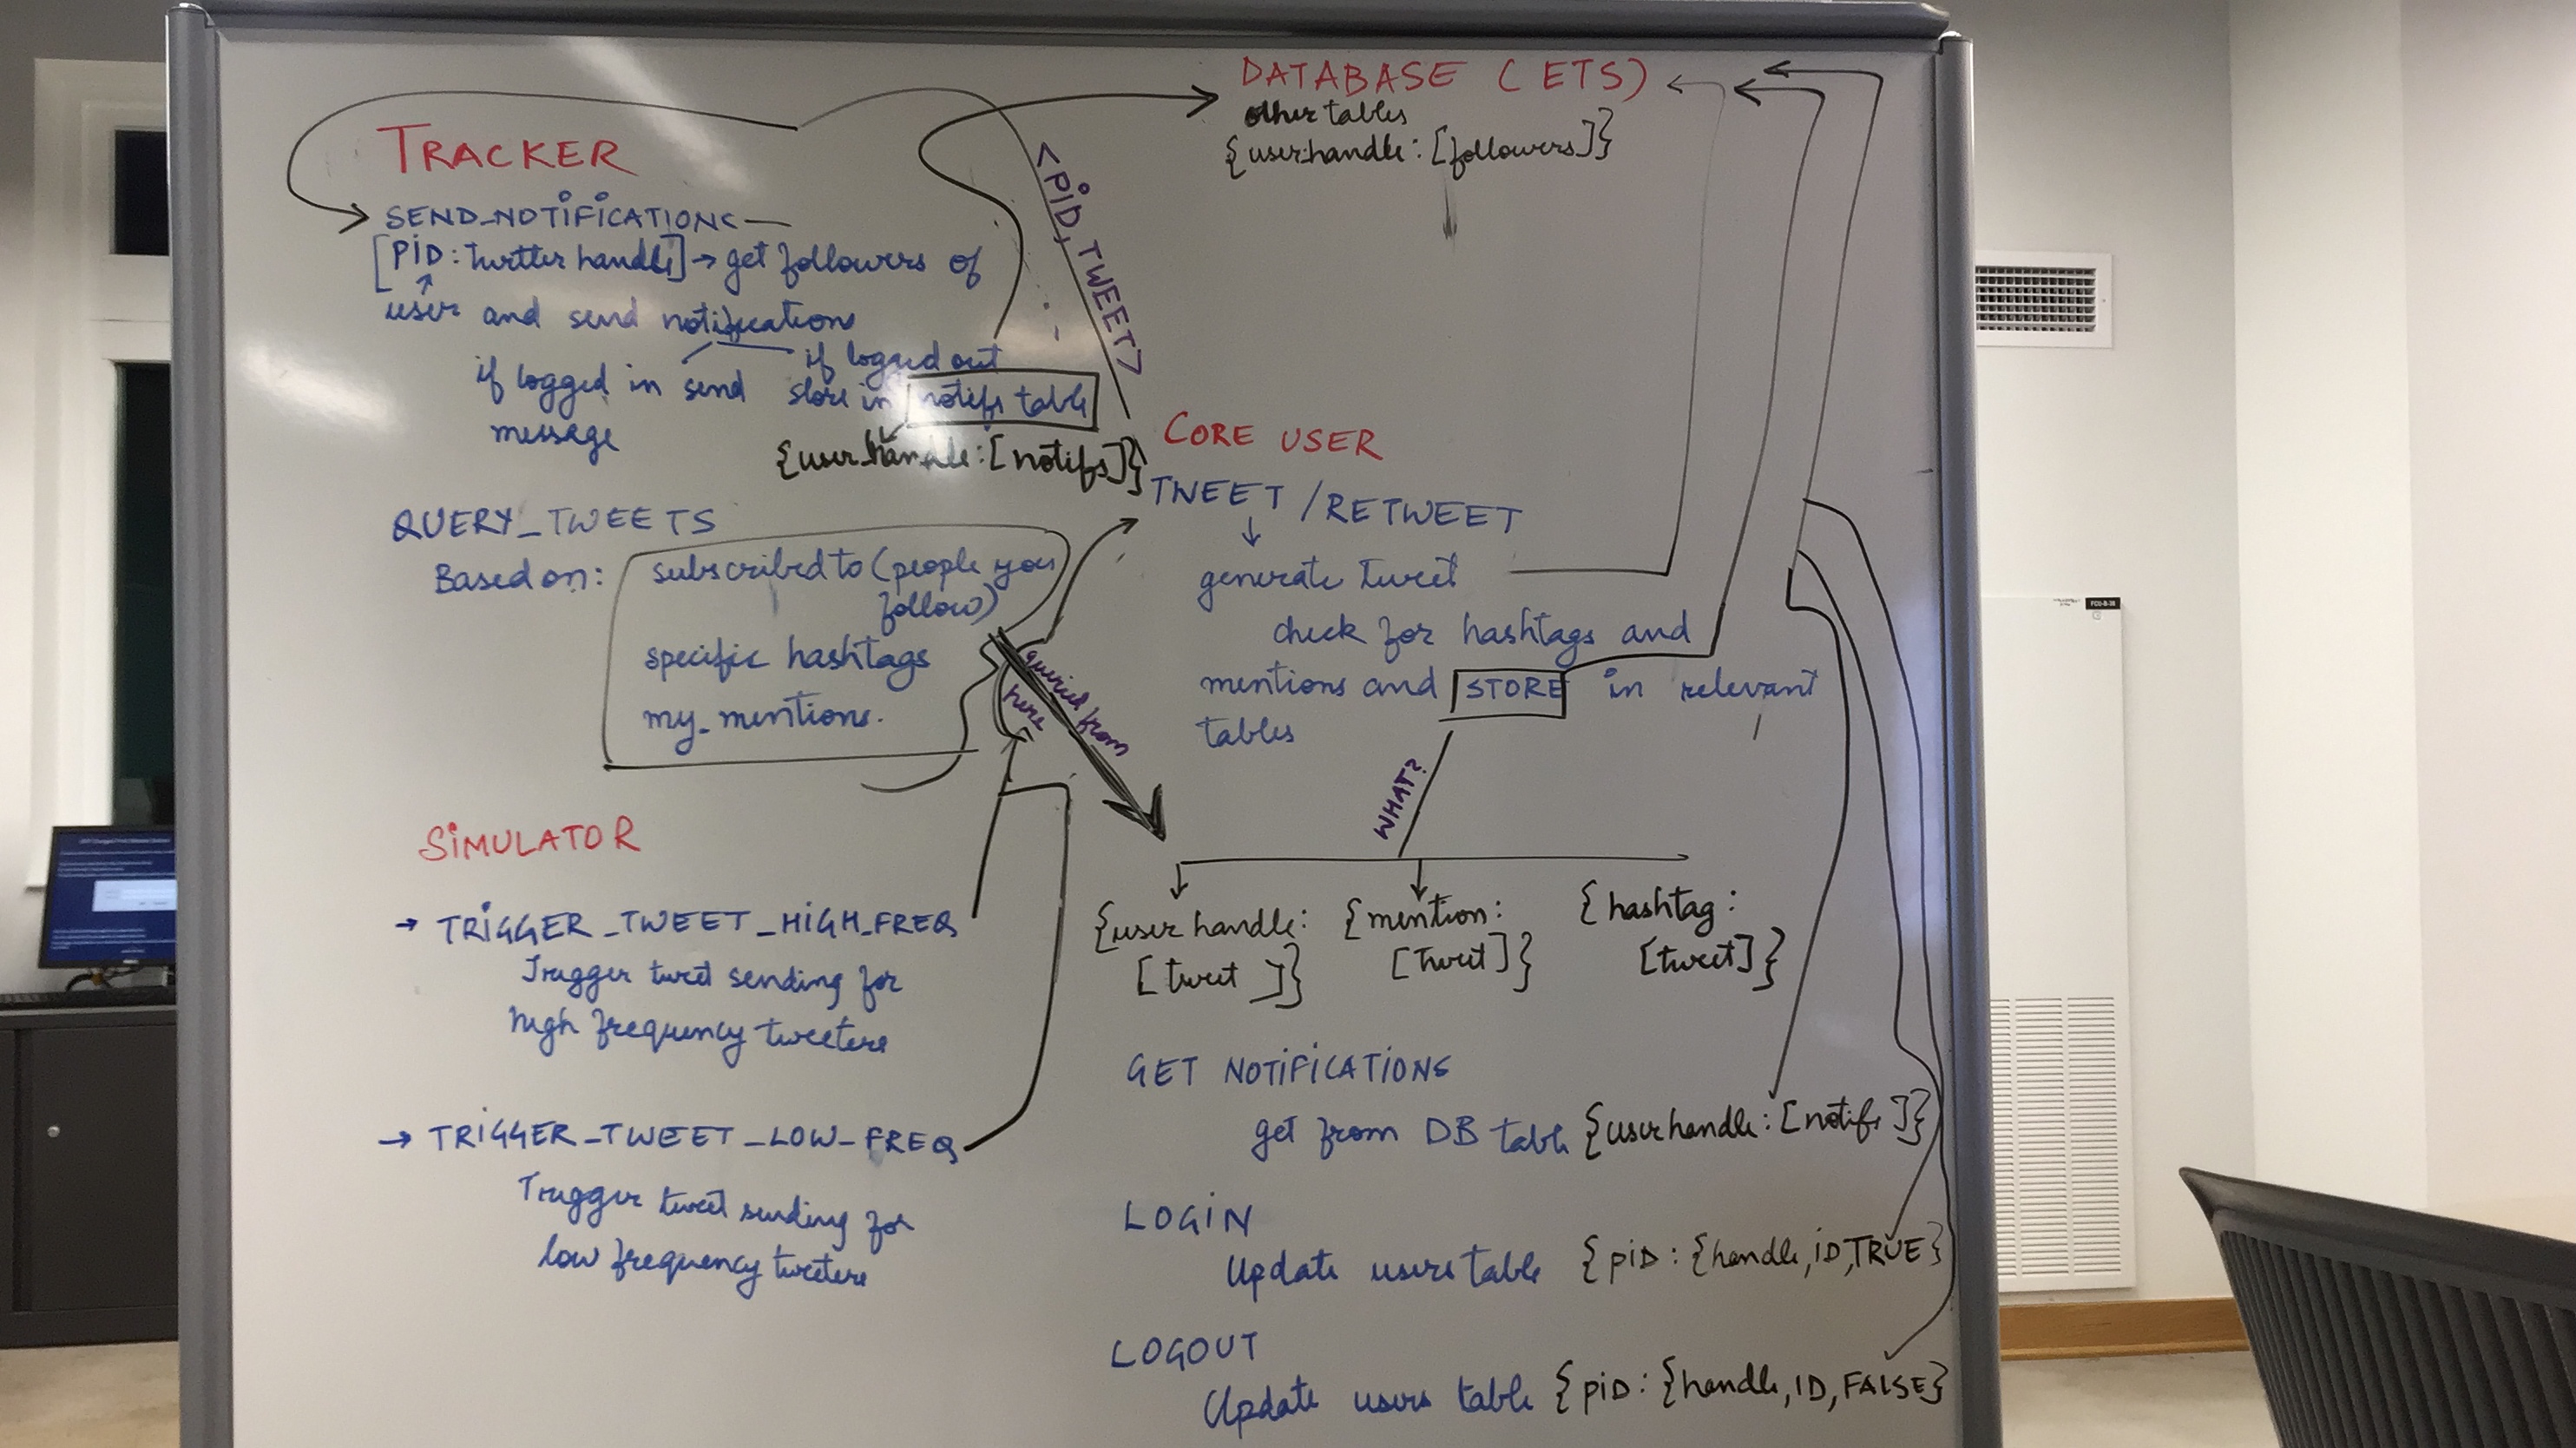 DATABASE (ETS)
other tables
{userhandle: [followers]}
TRACKER
SEND_NOTIFICATIONS
[PID: twitter handle] → get followers of
user and send notifications
if logged in send
message
if logged out
store in notifs table
{user_handle: [notifs]}
<PID, TWEET>
QUERY_TWEETS
Based on:
subscribed to (people you
follow)
specific hashtags
my_mentions.
queried from
here
SIMULATOR
→ TRIGGER_TWEET_HIGH_FREQ
Trigger tweet sending for
high frequency tweeters
→ TRIGGER_TWEET_LOW_FREQ
Trigger tweet sending for
low frequency tweeters
CORE USER
TWEET / RETWEET
↓
generate tweet
check for hashtags and
mentions and STORE in relevant
tables
WHAT?
{user handle:
[tweet]}
{mention:
[tweet]}
{hashtag:
[tweet]}
GET NOTIFICATIONS
get from DB table {userhandle: [notifs]}
LOGIN
Update users table {PID: {handle, ID, TRUE}
LOGOUT
Update users table {PID: {handle, ID, FALSE}